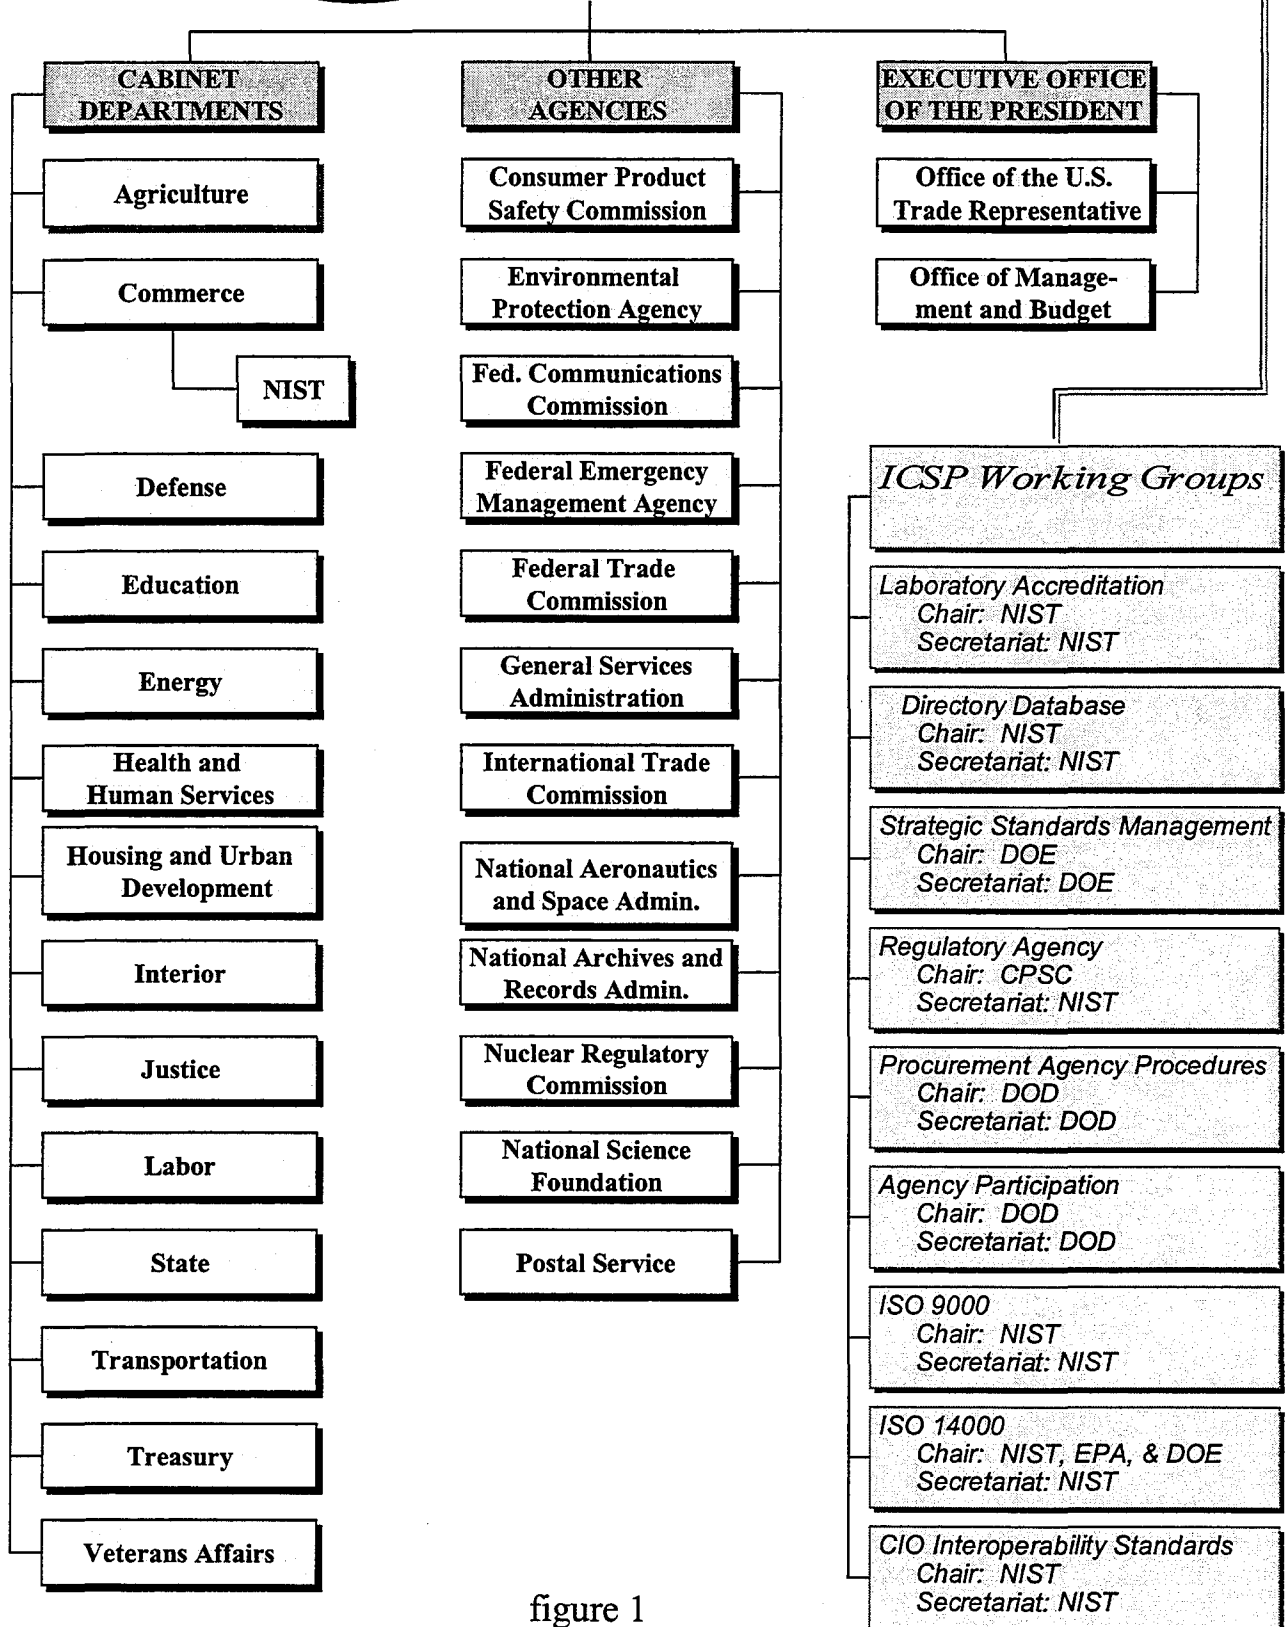 CABINET
DEPARTMENTS
Agriculture
Commerce
NIST
Defense
Education
Energy
Health and
Human Services
Housing and Urban
Development
Interior
Justice
Labor
State
Transportation
Treasury
Veterans Affairs
OTHER
AGENCIES
Consumer Product
Safety Commission
Environmental
Protection Agency
Fed. Communications
Commission
Federal Emergency
Management Agency
Federal Trade
Commission
General Services
Administration
International Trade
Commission
National Aeronautics
and Space Admin.
National Archives and
Records Admin.
Nuclear Regulatory
Commission
National Science
Foundation
Postal Service
EXECUTIVE OFFICE
OF THE PRESIDENT
Office of the U.S.
Trade Representative
Office of Manage-
ment and Budget
ICSP Working Groups
Laboratory Accreditation
Chair: NIST
Secretariat: NIST
Directory Database
Chair: NIST
Secretariat: NIST
Strategic Standards Management
Chair: DOE
Secretariat: DOE
Regulatory Agency
Chair: CPSC
Secretariat: NIST
Procurement Agency Procedures
Chair: DOD
Secretariat: DOD
Agency Participation
Chair: DOD
Secretariat: DOD
ISO 9000
Chair: NIST
Secretariat: NIST
ISO 14000
Chair: NIST, EPA, & DOE
Secretariat: NIST
CIO Interoperability Standards
Chair: NIST
Secretariat: NIST
figure 1